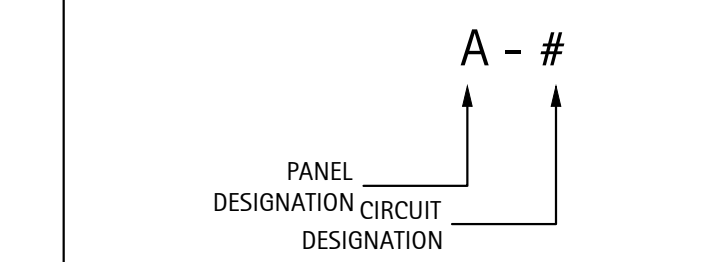 A - #
PANEL
DESIGNATION
CIRCUIT
DESIGNATION